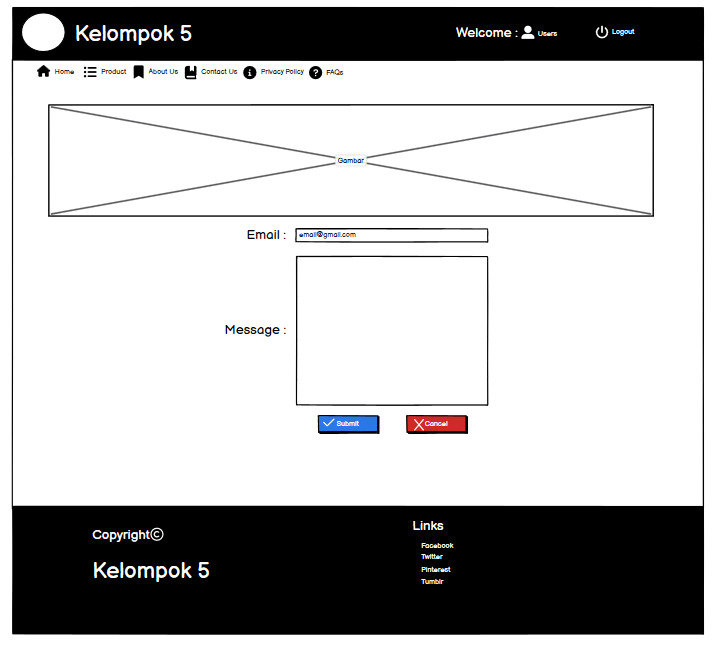 Kelompok 5
Welcome : Users
Logout
Home Product About Us Contact Us Privacy Policy FAQs
Gambar
Email : email@gmail.com
Message :
Submit Cancel
Copyright©
Kelompok 5
Links
Facebook
Twitter
Pinterest
Tumblr